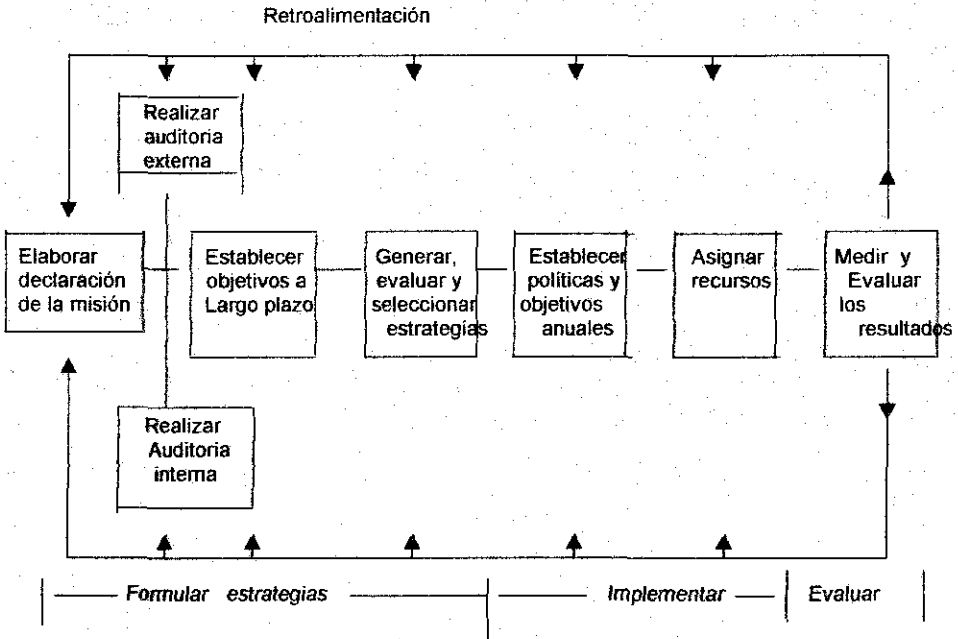 Retroalimentación
Realizar
auditoria
externa
Elaborar
declaración
de la misión
Establecer
objetivos a
Largo plazo
Generar,
evaluar y
seleccionar
estrategías
Establecer
políticas y
objetivos
anuales
Asignar
recursos
Medir y
Evaluar
los
resultados
Realizar
Auditoria
interna
Formular estrategias
Implementar
Evaluar